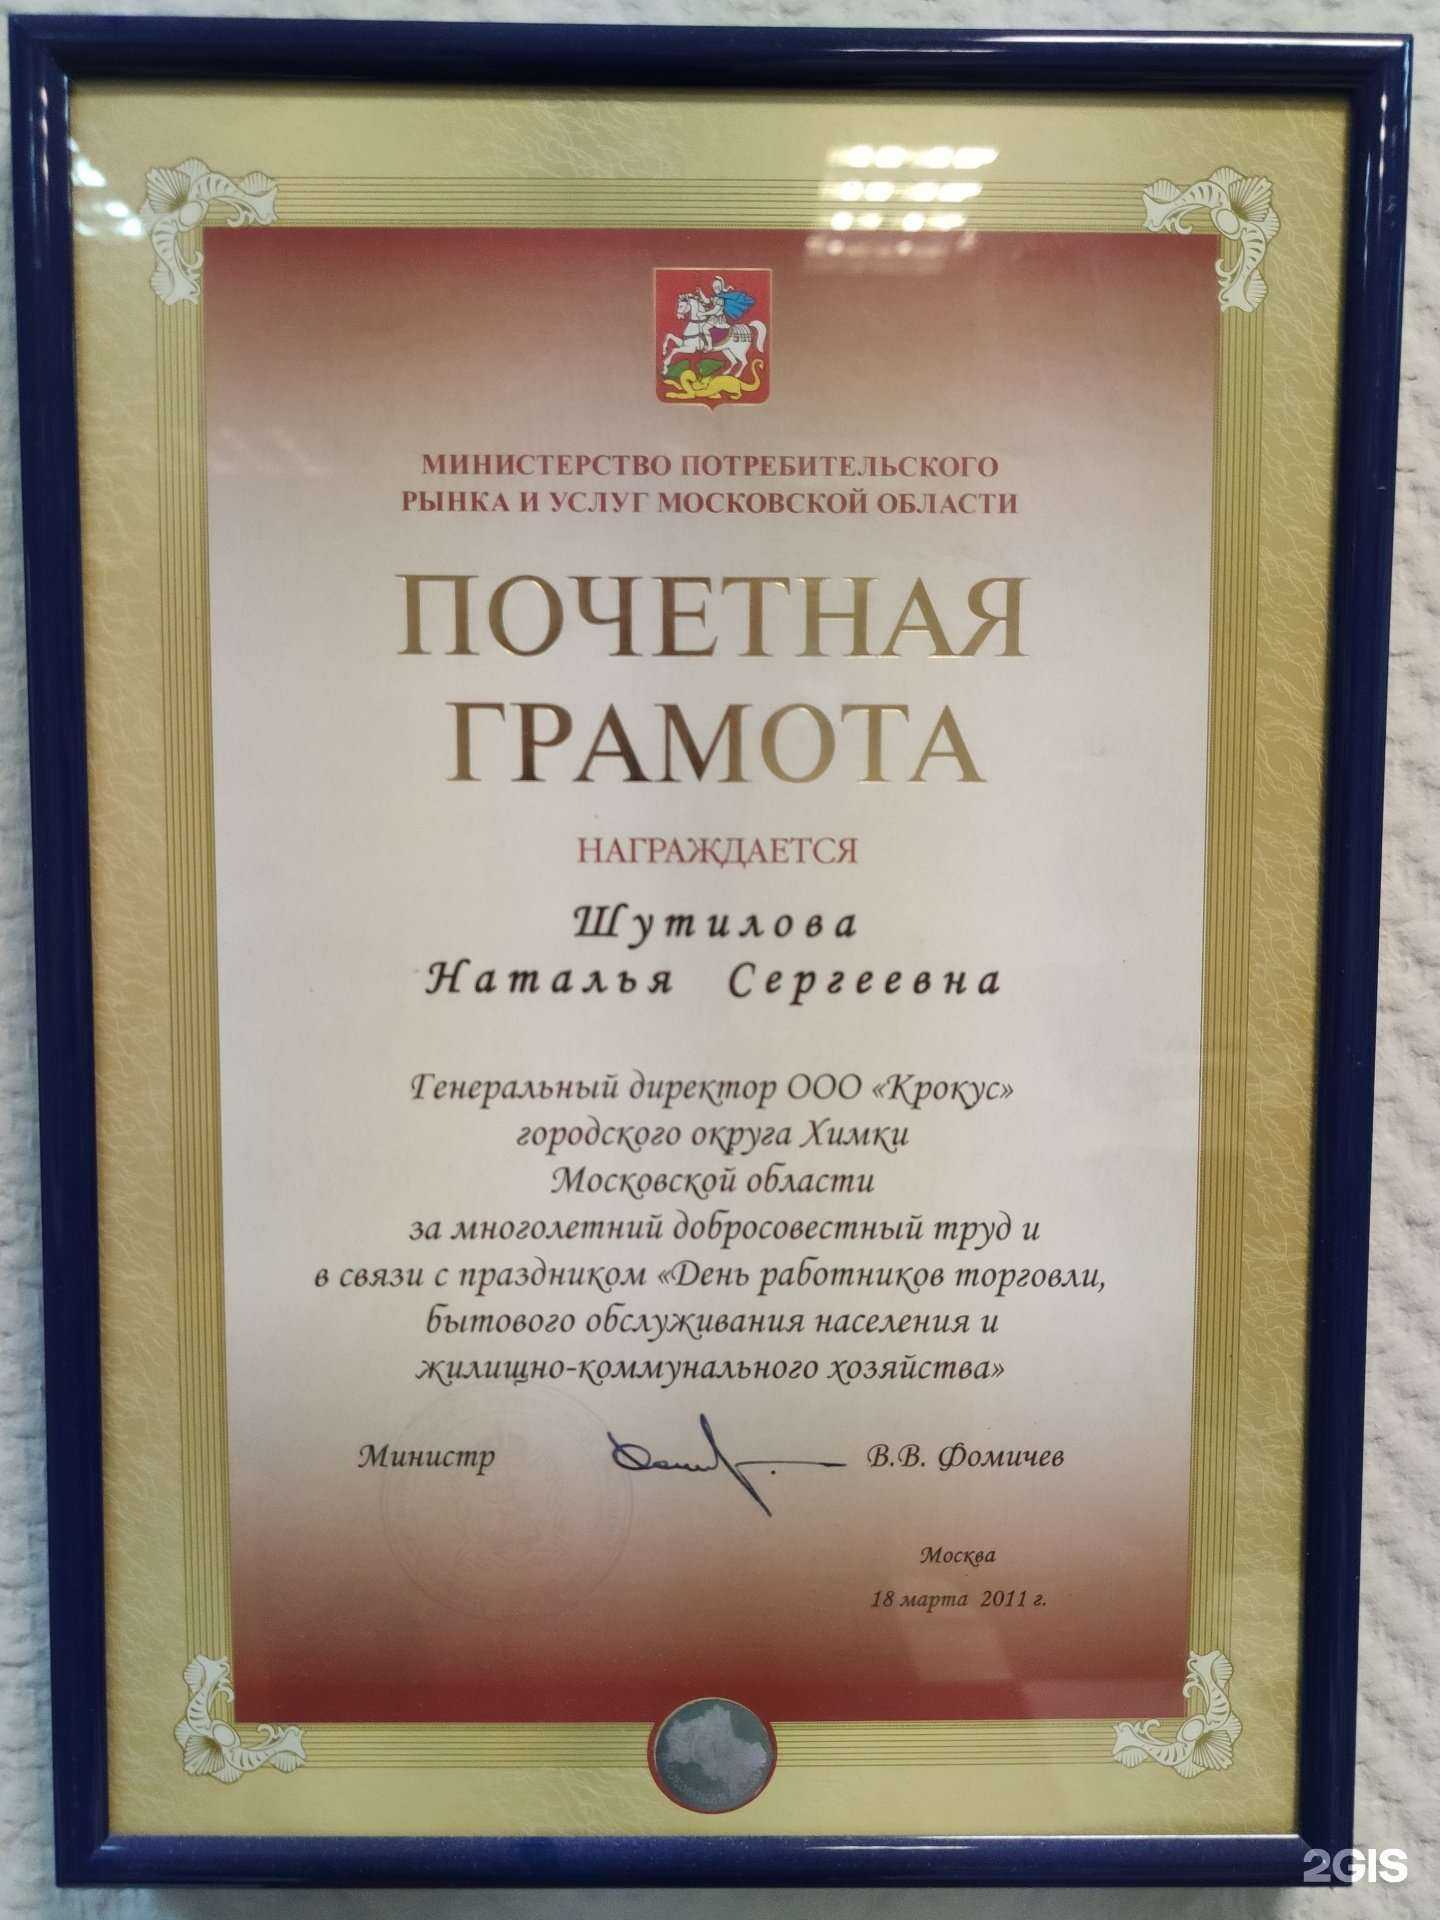 МИНИСТЕРСТВО ПОТРЕБИТЕЛЬСКОГО
РЫНКА И УСЛУГ МОСКОВСКОЙ ОБЛАСТИ
ПОЧЕТНАЯ
ГРАМОТА
НАГРАЖДАЕТСЯ
Шутилова
Наталья Сергеевна
Генеральный директор ООО «Крокус»
городского округа Химки
Московской области
за многолетний добросовестный труд и
в связи с праздником «День работников торговли,
бытового обслуживания населения и
жилищно-коммунального хозяйства»
Министр В.В. Фомичев
Москва
18 марта 2011 г.
2GIS